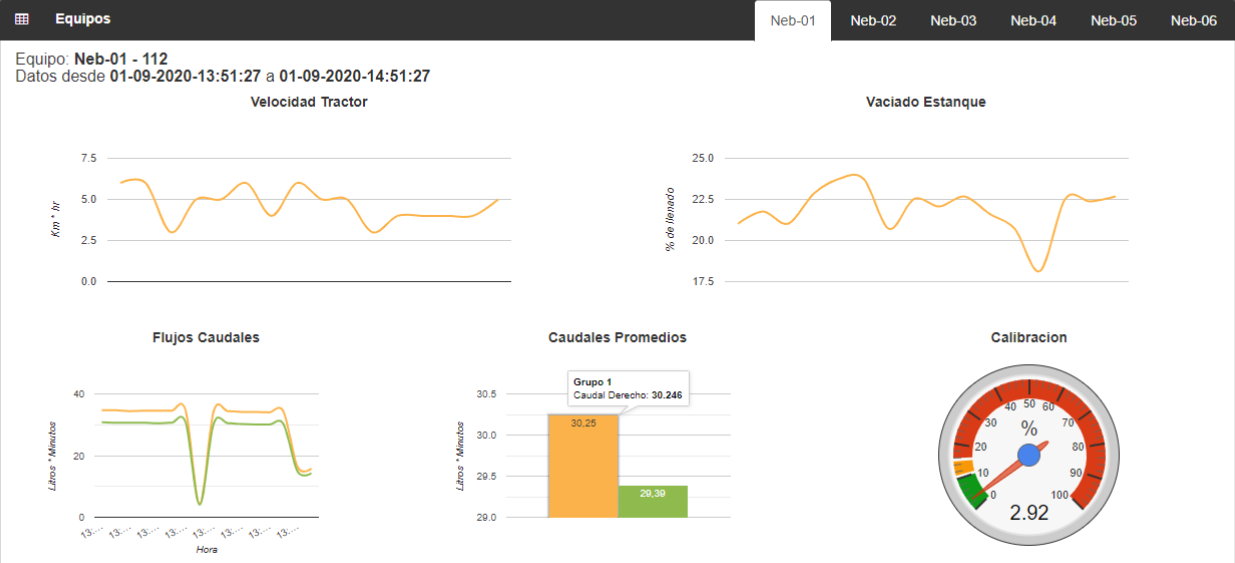 Equipos Neb-01 Neb-02 Neb-03 Neb-04 Neb-05 Neb-06
Equipo: Neb-01 - 112
Datos desde 01-09-2020-13:51:27 a 01-09-2020-14:51:27
Velocidad Tractor
7.5
5.0
2.5
0.0
Km * hr
Vaciado Estanque
25.0
22.5
20.0
17.5
% de llenado
Flujos Caudales
40
20
0
Litros * Minutos
13:... 13:... 13:... 13:... 13:... 13:... 13:... 13:...
Hora
Caudales Promedios
Grupo 1
Caudal Derecho: 30.246
30.5
30.0
29.5
29.0
Litros * Minutos
30,25
29,39
Calibracion
0 10 20 30 40 50 60 70 80 90 100
%
2.92